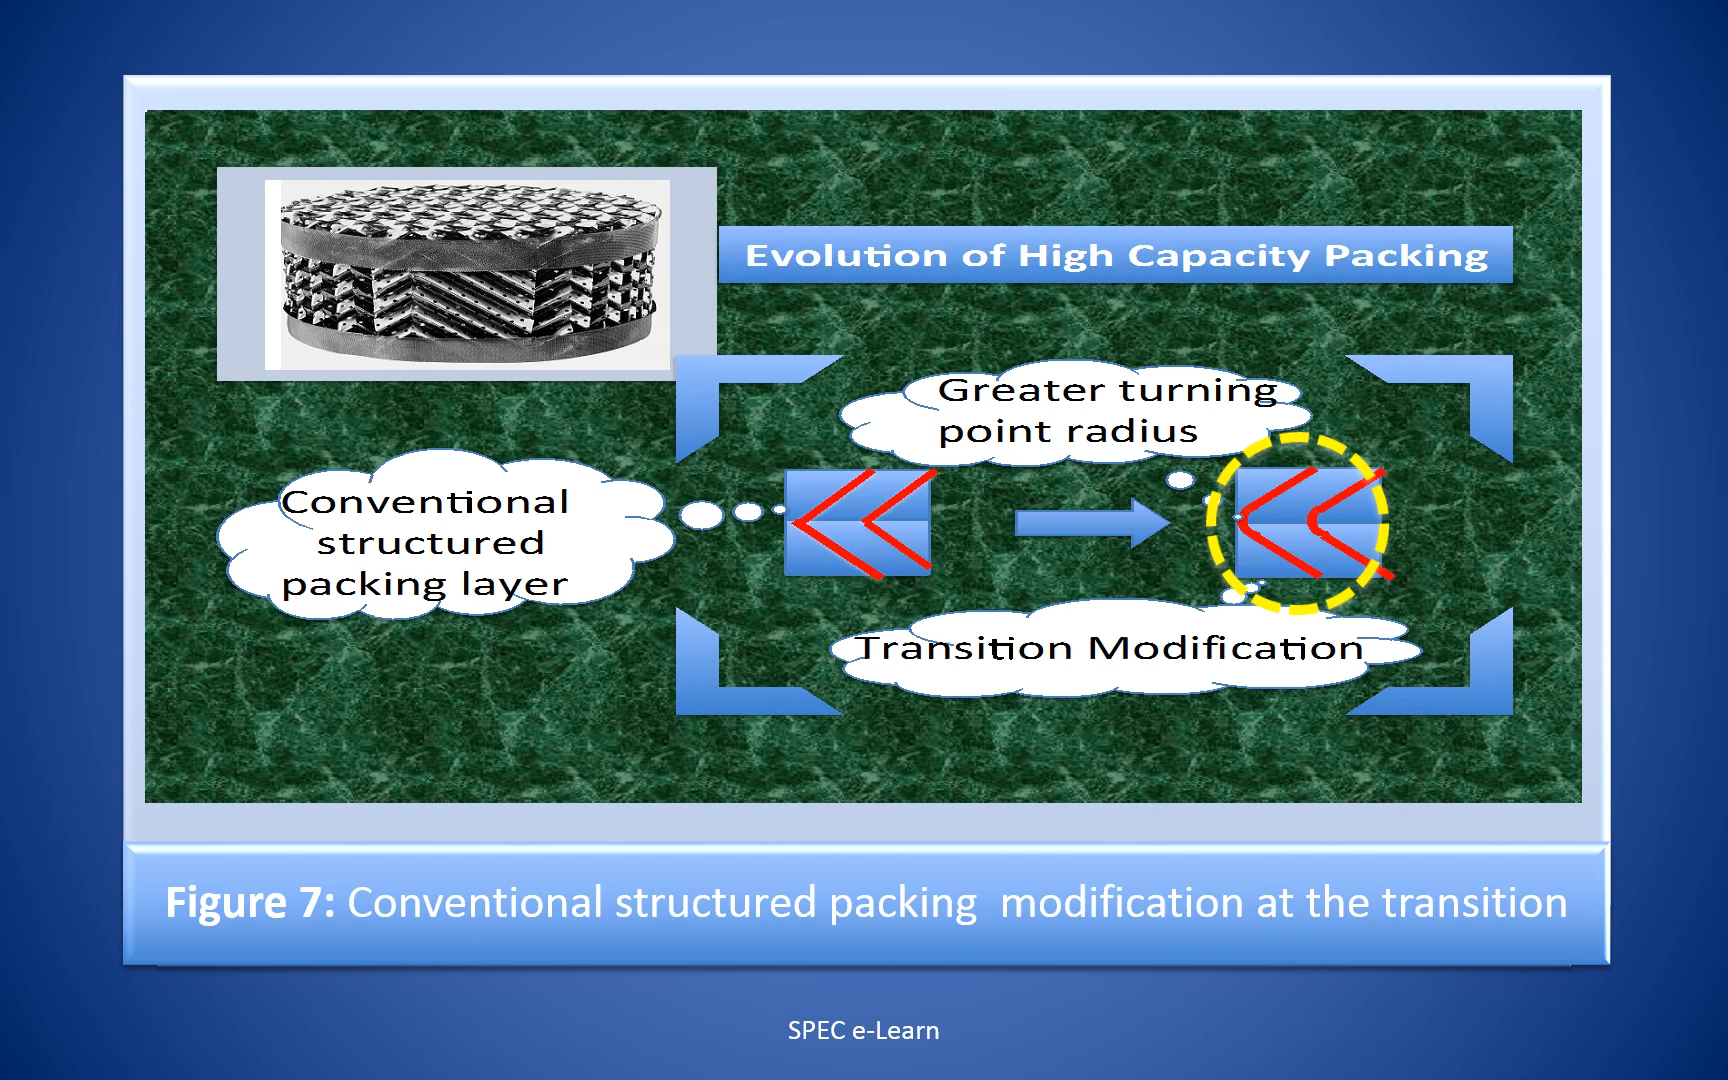 Evolution of High Capacity Packing
Greater turning
point radius
Conventional
structured
packing layer
Transition Modification
Figure 7: Conventional structured packing  modification at the transition
SPEC e-Learn